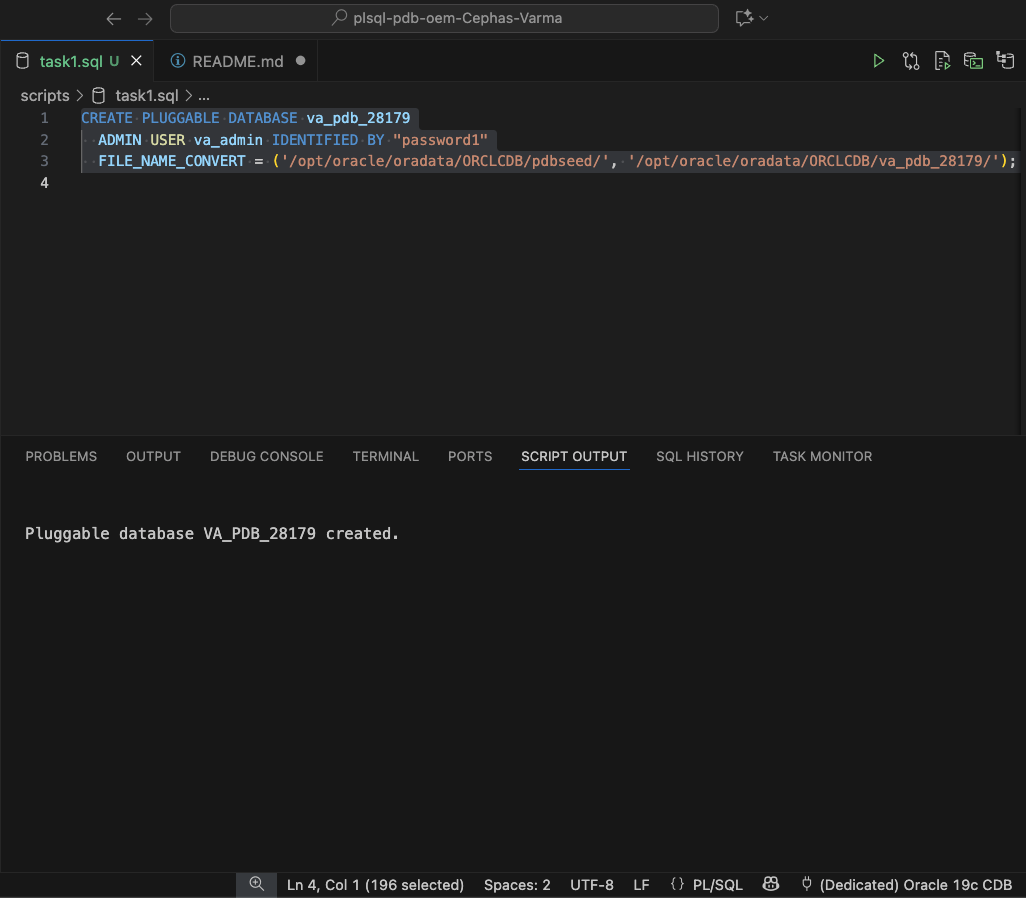 plsql-pdb-oem-Cephas-Varma
task1.sql U
README.md
scripts > task1.sql > ...
1 CREATE PLUGGABLE DATABASE va_pdb_28179
2 ADMIN USER va_admin IDENTIFIED BY "password1"
3 FILE_NAME_CONVERT = ('/opt/oracle/oradata/ORCLCDB/pdbseed/', '/opt/oracle/oradata/ORCLCDB/va_pdb_28179/');
4
PROBLEMS OUTPUT DEBUG CONSOLE TERMINAL PORTS SCRIPT OUTPUT SQL HISTORY TASK MONITOR
Pluggable database VA_PDB_28179 created.
Ln 4, Col 1 (196 selected) Spaces: 2 UTF-8 LF {} PL/SQL (Dedicated) Oracle 19c CDB